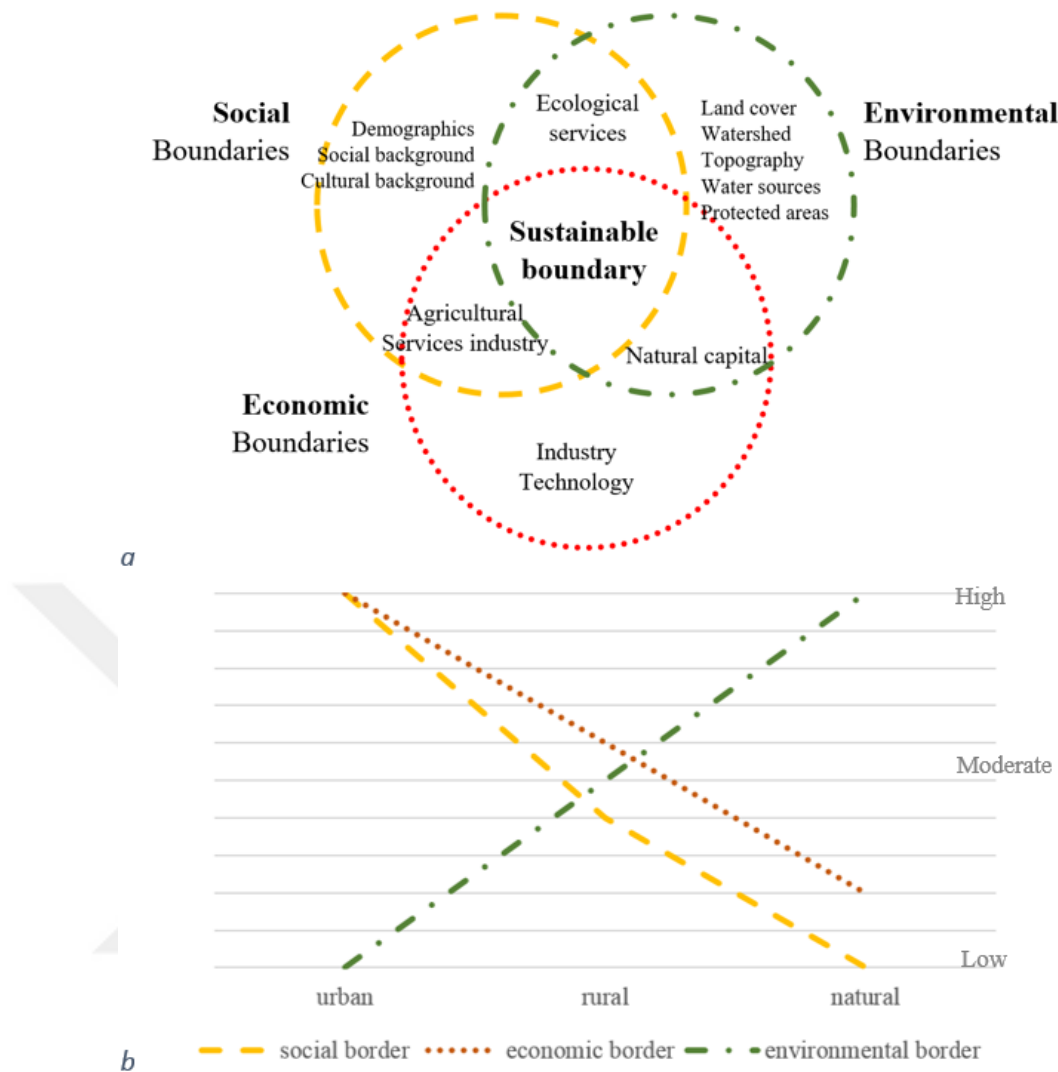 Social
Boundaries
Demographics
Social background
Cultural background
Ecological
services
Land cover
Watershed
Topography
Water sources
Protected areas
Environmental
Boundaries
Sustainable
boundary
Agricultural
Services industry
Natural capital
Economic
Boundaries
Industry
Technology
a
High
Moderate
Low
urban rural natural
b
social border economic border environmental border